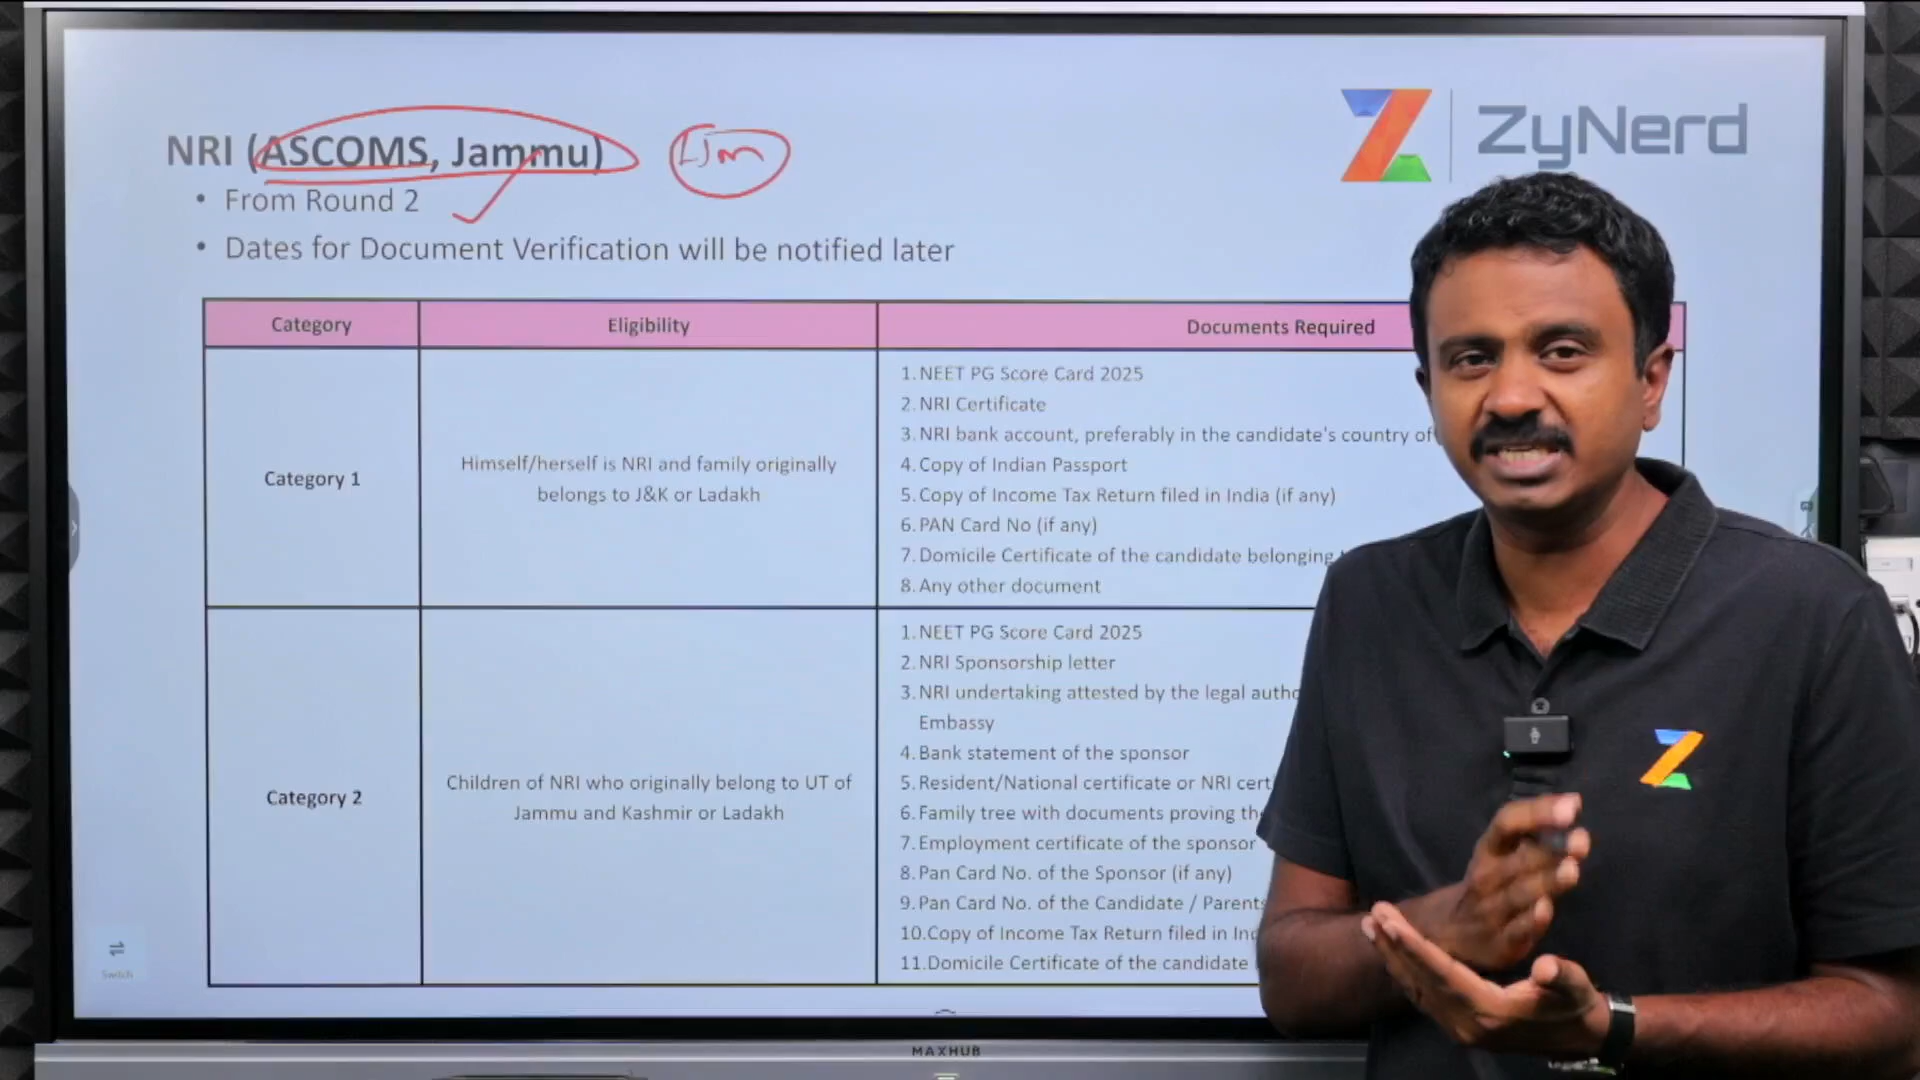 ZyNerd
NRI (ASCOMS, Jammu)
• From Round 2
• Dates for Document Verification will be notified later
Category
Eligibility
Documents Required
Category 1
Himself/herself is NRI and family originally
belongs to J&K or Ladakh
1. NEET PG Score Card 2025
2. NRI Certificate
3. NRI bank account, preferably in the candidate's country of
4. Copy of Indian Passport
5. Copy of Income Tax Return filed in India (if any)
6. PAN Card No (if any)
7. Domicile Certificate of the candidate belonging
8. Any other document
Category 2
Children of NRI who originally belong to UT of
Jammu and Kashmir or Ladakh
1. NEET PG Score Card 2025
2. NRI Sponsorship letter
3. NRI undertaking attested by the legal
Embassy
4. Bank statement of the sponsor
5. Resident/National certificate or NRI
6. Family tree with documents proving
7. Employment certificate of the sponsor
8. Pan Card No. of the Sponsor (if any)
9. Pan Card No. of the Candidate / Parents
10. Copy of Income Tax Return filed in
11. Domicile Certificate of the candidate
Switch
MAXHUB